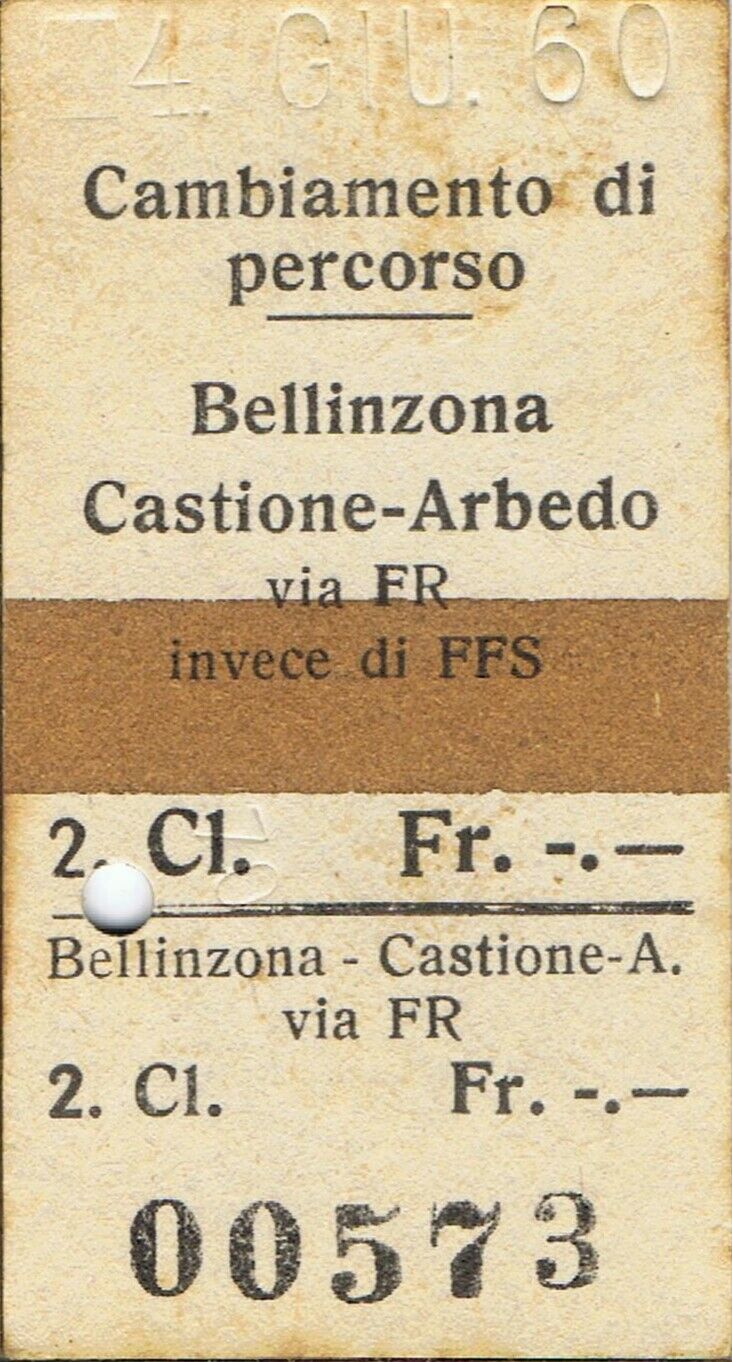 4. GIU. 60
Cambiamento di
percorso
Bellinzona
Castione-Arbedo
via FR
invece di FFS
2. Cl. Fr. -.—
Bellinzona - Castione-A.
via FR
2. Cl. Fr. -.—
00573